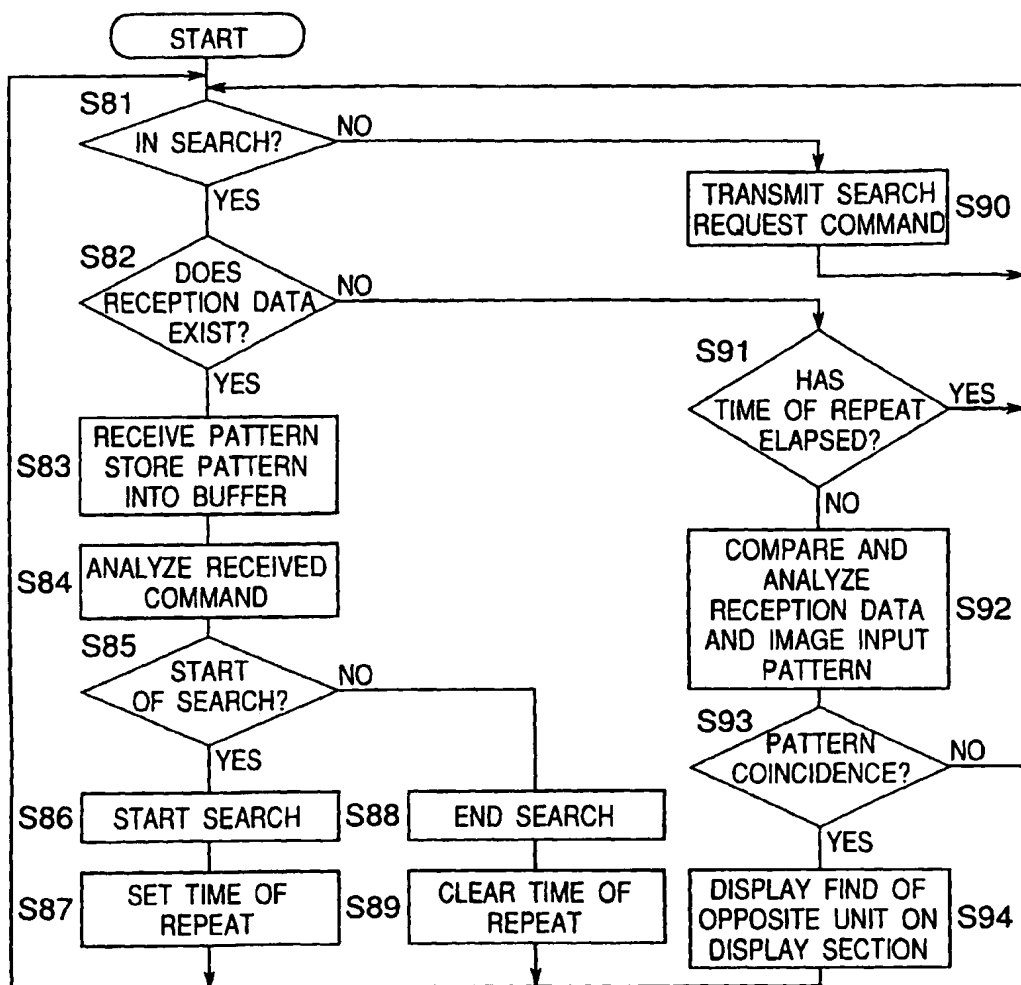 START
S81
IN SEARCH?
NO
YES
TRANSMIT SEARCH
REQUEST COMMAND
S90
S82
DOES
RECEPTION DATA
EXIST?
NO
YES
S91
HAS
TIME OF REPEAT
ELAPSED?
YES
NO
S83
RECEIVE PATTERN
STORE PATTERN
INTO BUFFER
S84
ANALYZE RECEIVED
COMMAND
S85
START
OF SEARCH?
NO
YES
COMPARE AND
ANALYZE
RECEPTION DATA
AND IMAGE INPUT
PATTERN
S92
S93
PATTERN
COINCIDENCE?
NO
YES
S86
START SEARCH
S88
END SEARCH
S87
SET TIME OF
REPEAT
S89
CLEAR TIME OF
REPEAT
DISPLAY FIND OF
OPPOSITE UNIT ON
DISPLAY SECTION
S94